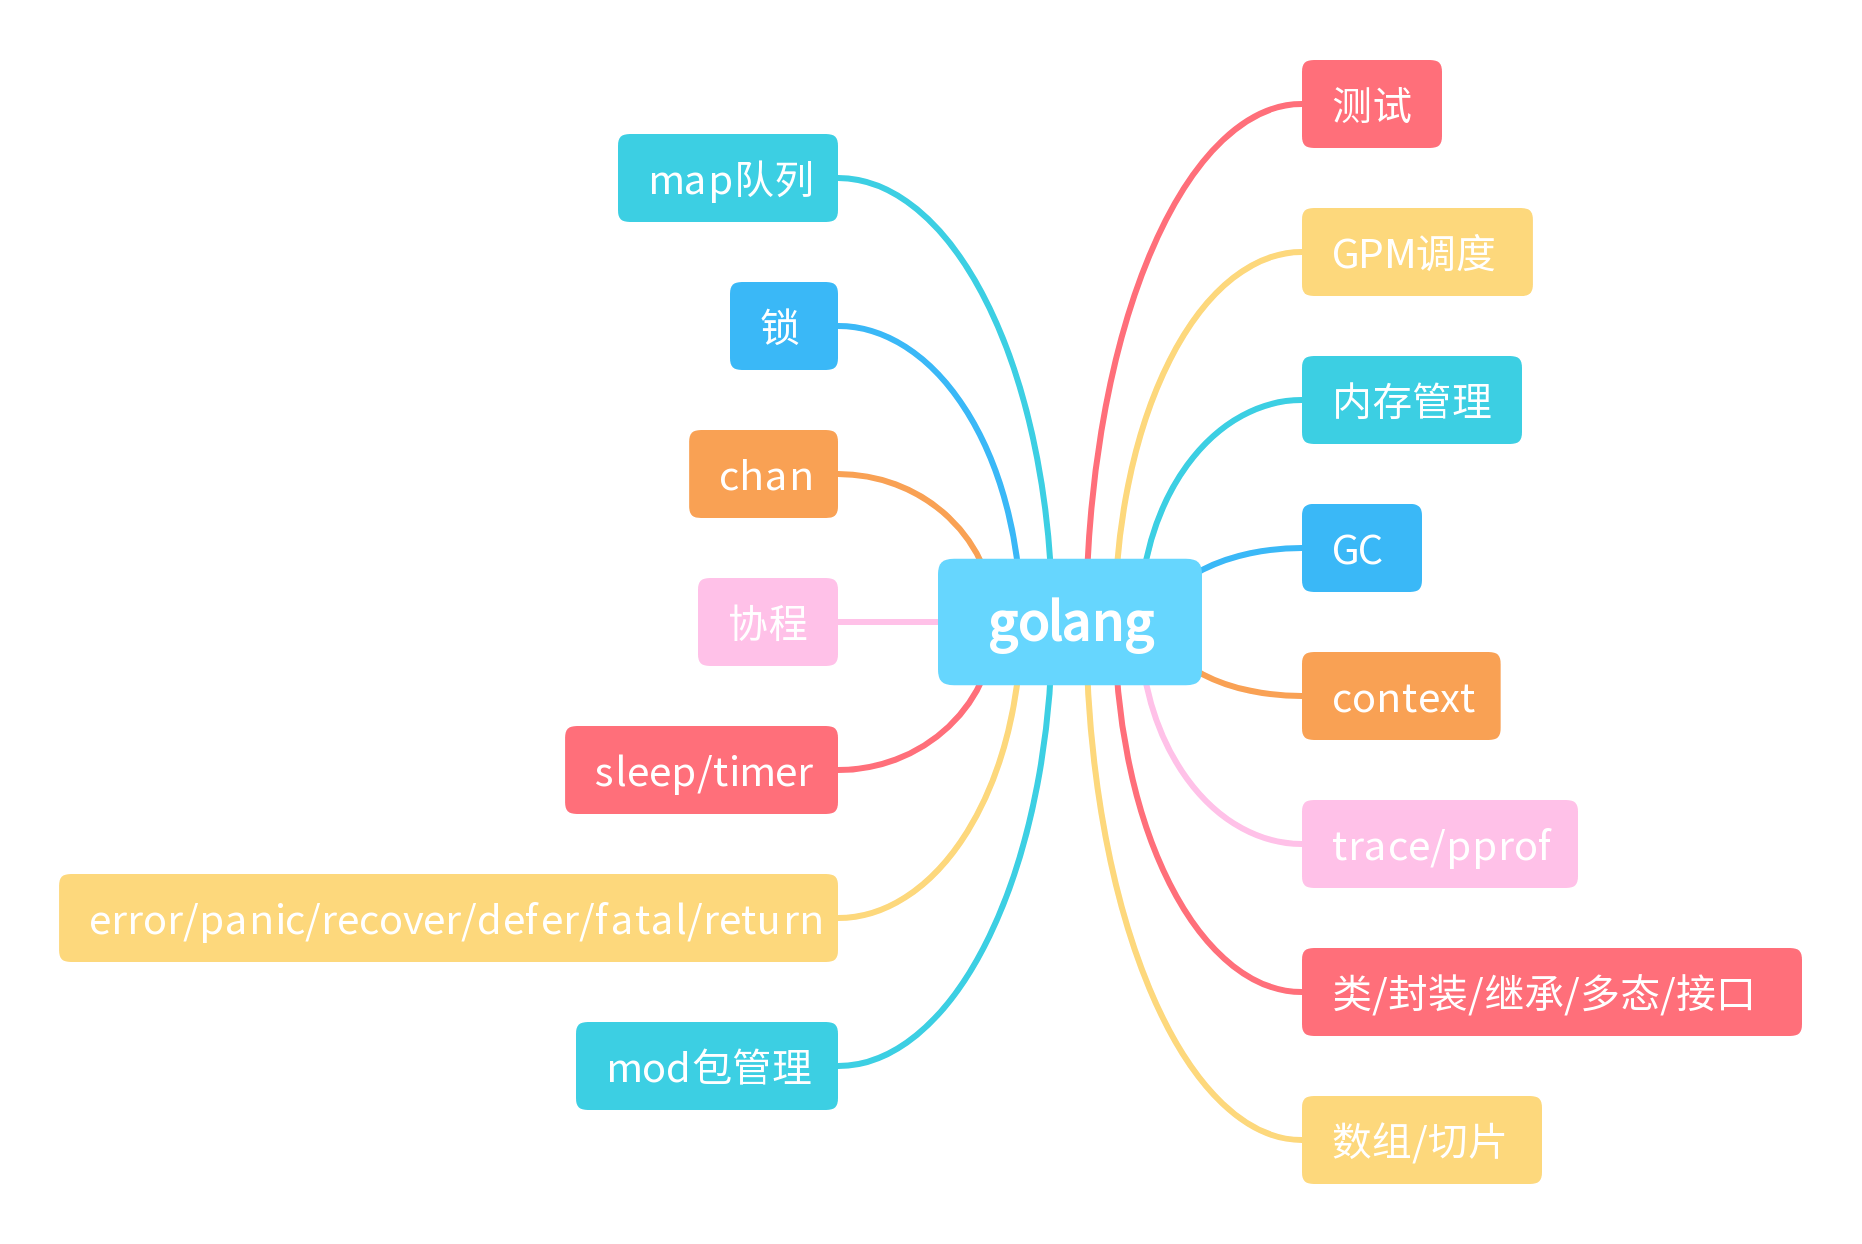 golang
测试
GPM调度
内存管理
GC
context
trace/pprof
类/封装/继承/多态/接口
数组/切片
map队列
锁
chan
协程
sleep/timer
error/panic/recover/defer/fatal/return
mod包管理